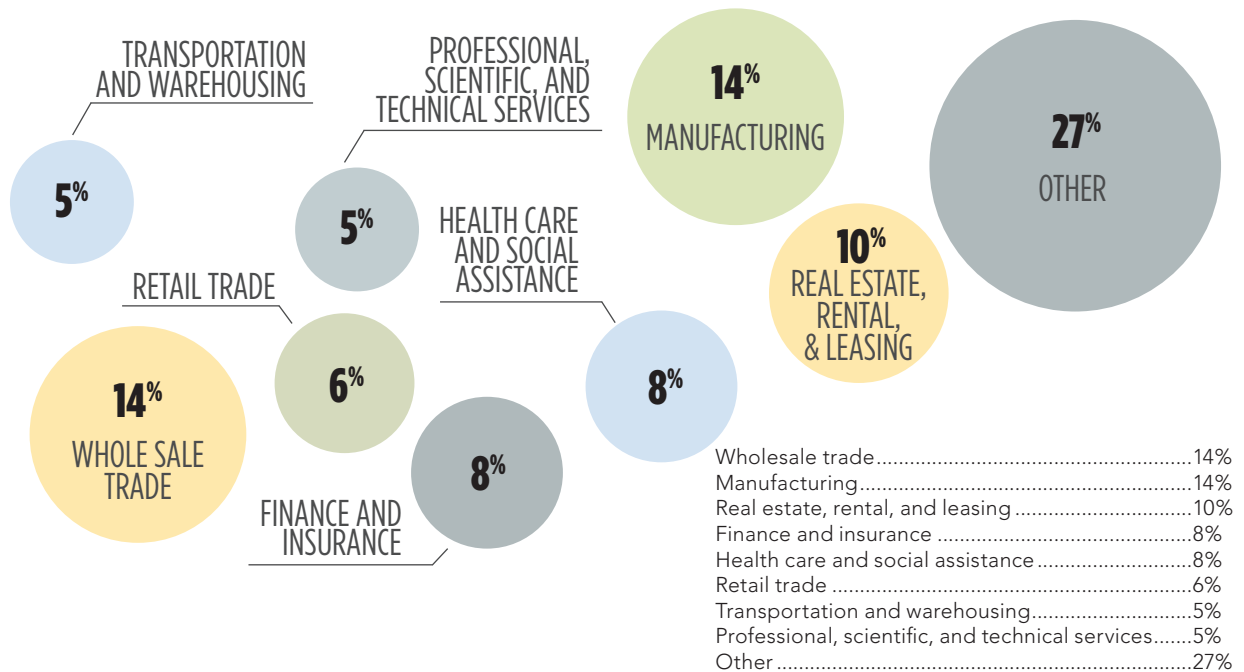 TRANSPORTATION
AND WAREHOUSING
5%
PROFESSIONAL,
SCIENTIFIC, AND
TECHNICAL SERVICES
5%
14%
MANUFACTURING
27%
OTHER
HEALTH CARE
AND SOCIAL
ASSISTANCE
8%
10%
REAL ESTATE,
RENTAL,
& LEASING
RETAIL TRADE
6%
14%
WHOLE SALE
TRADE
8%
FINANCE AND
INSURANCE
Wholesale trade..........................................................14%
Manufacturing.............................................................14%
Real estate, rental, and leasing .................................10%
Finance and insurance ...............................................8%
Health care and social assistance.............................8%
Retail trade ..................................................................6%
Transportation and warehousing..............................5%
Professional, scientific, and technical services......5%
Other ............................................................................27%